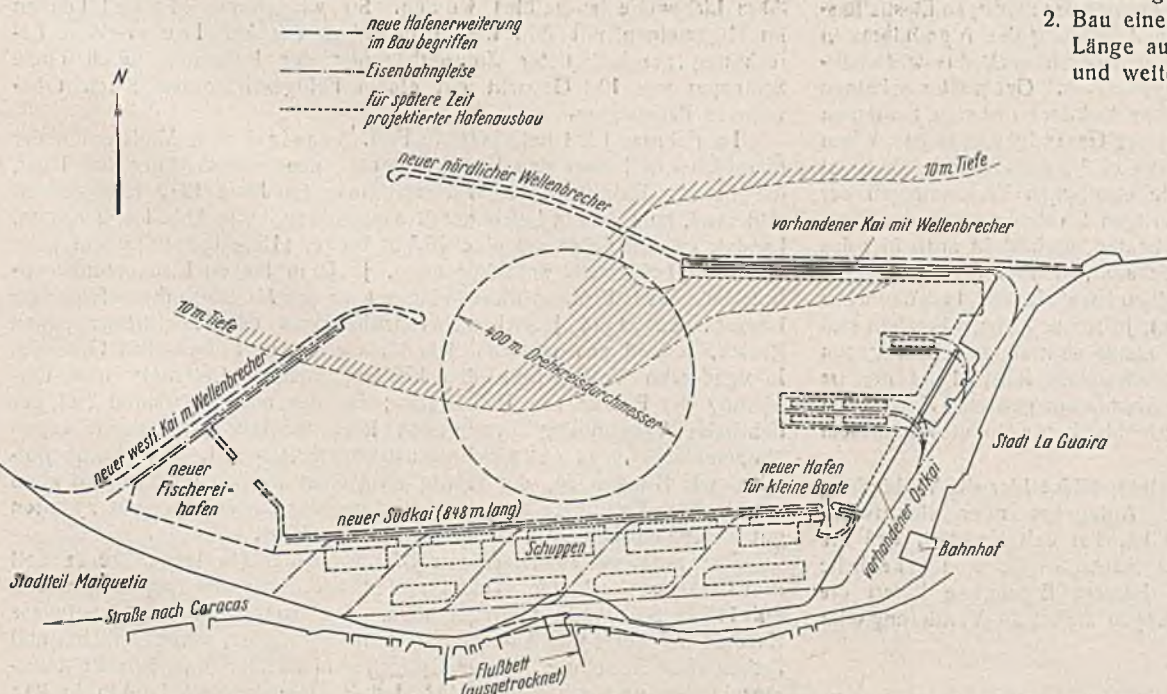 neue Hafenerweiterung
im Bau begriffen
Eisenbahngleise
für spätere Zeit
projektierter Hafenausbau
2. Bau eine
Länge au
und weite
N
neuer nördlicher Wellenbrecher
10 m. Tiefe
vorhandener Kai mit Wellenbrecher
10 m. Tiefe
400 m. Drehkreisdurchmesser
neuer westl. Kai m. Wellenbrecher
neuer
Fischerei-
hafen
Stadt La Guaira
neuer Hafen
für kleine Boote
vorhandener Ostkai
neuer Südkai (848 m. lang)
Schuppen
Bahnhof
Stadtteil Maiquetia
Straße nach Caracas
Flußbett
(ausgetrocknet)